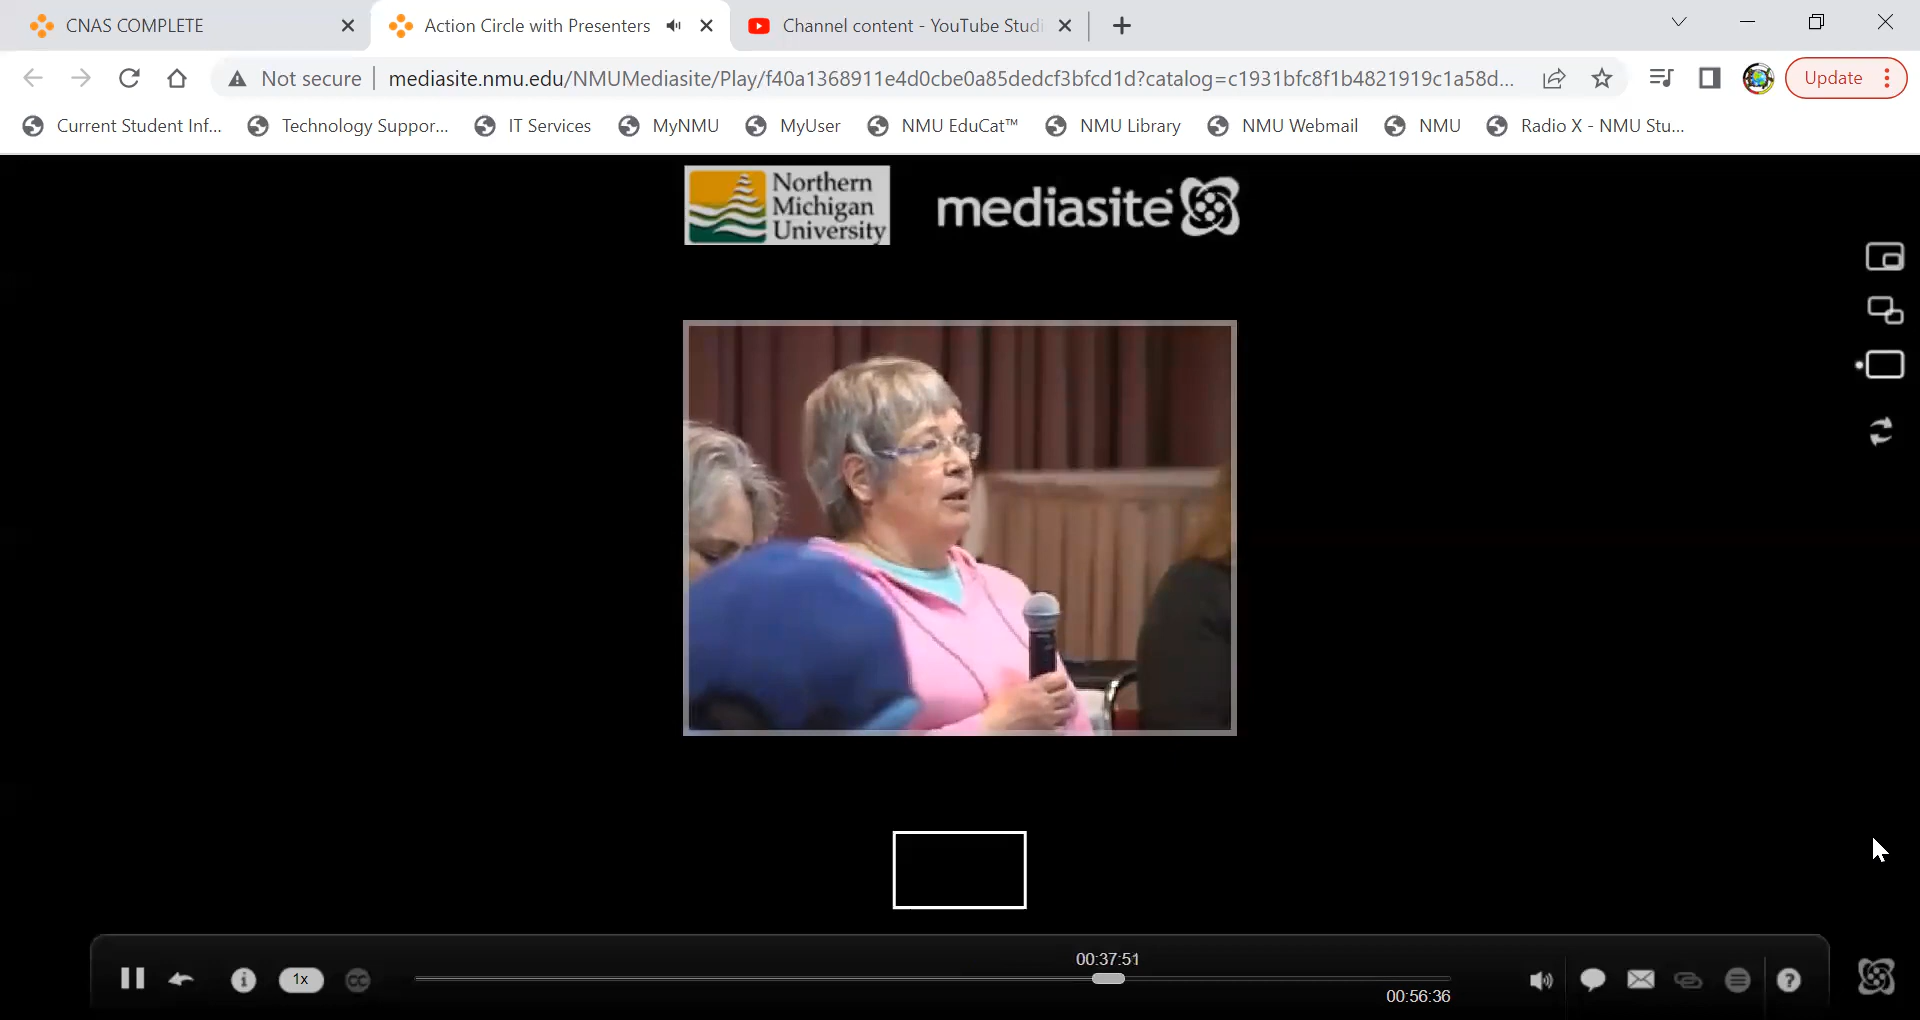 CNAS COMPLETE
Action Circle with Presenters
Channel content - YouTube Studi
Not secure
mediasite.nmu.edu/NMUMediasite/Play/f40a1368911e4d0cbe0a85dedcf3bfcd1d?catalog=c1931bfc8f1b4821919c1a58d...
Update
Current Student Inf...
Technology Suppor...
IT Services
MyNMU
MyUser
NMU EduCat™
NMU Library
NMU Webmail
NMU
Radio X - NMU Stu...
Northern
Michigan
University
mediasite
00:37:51
1x
CC
00:56:36